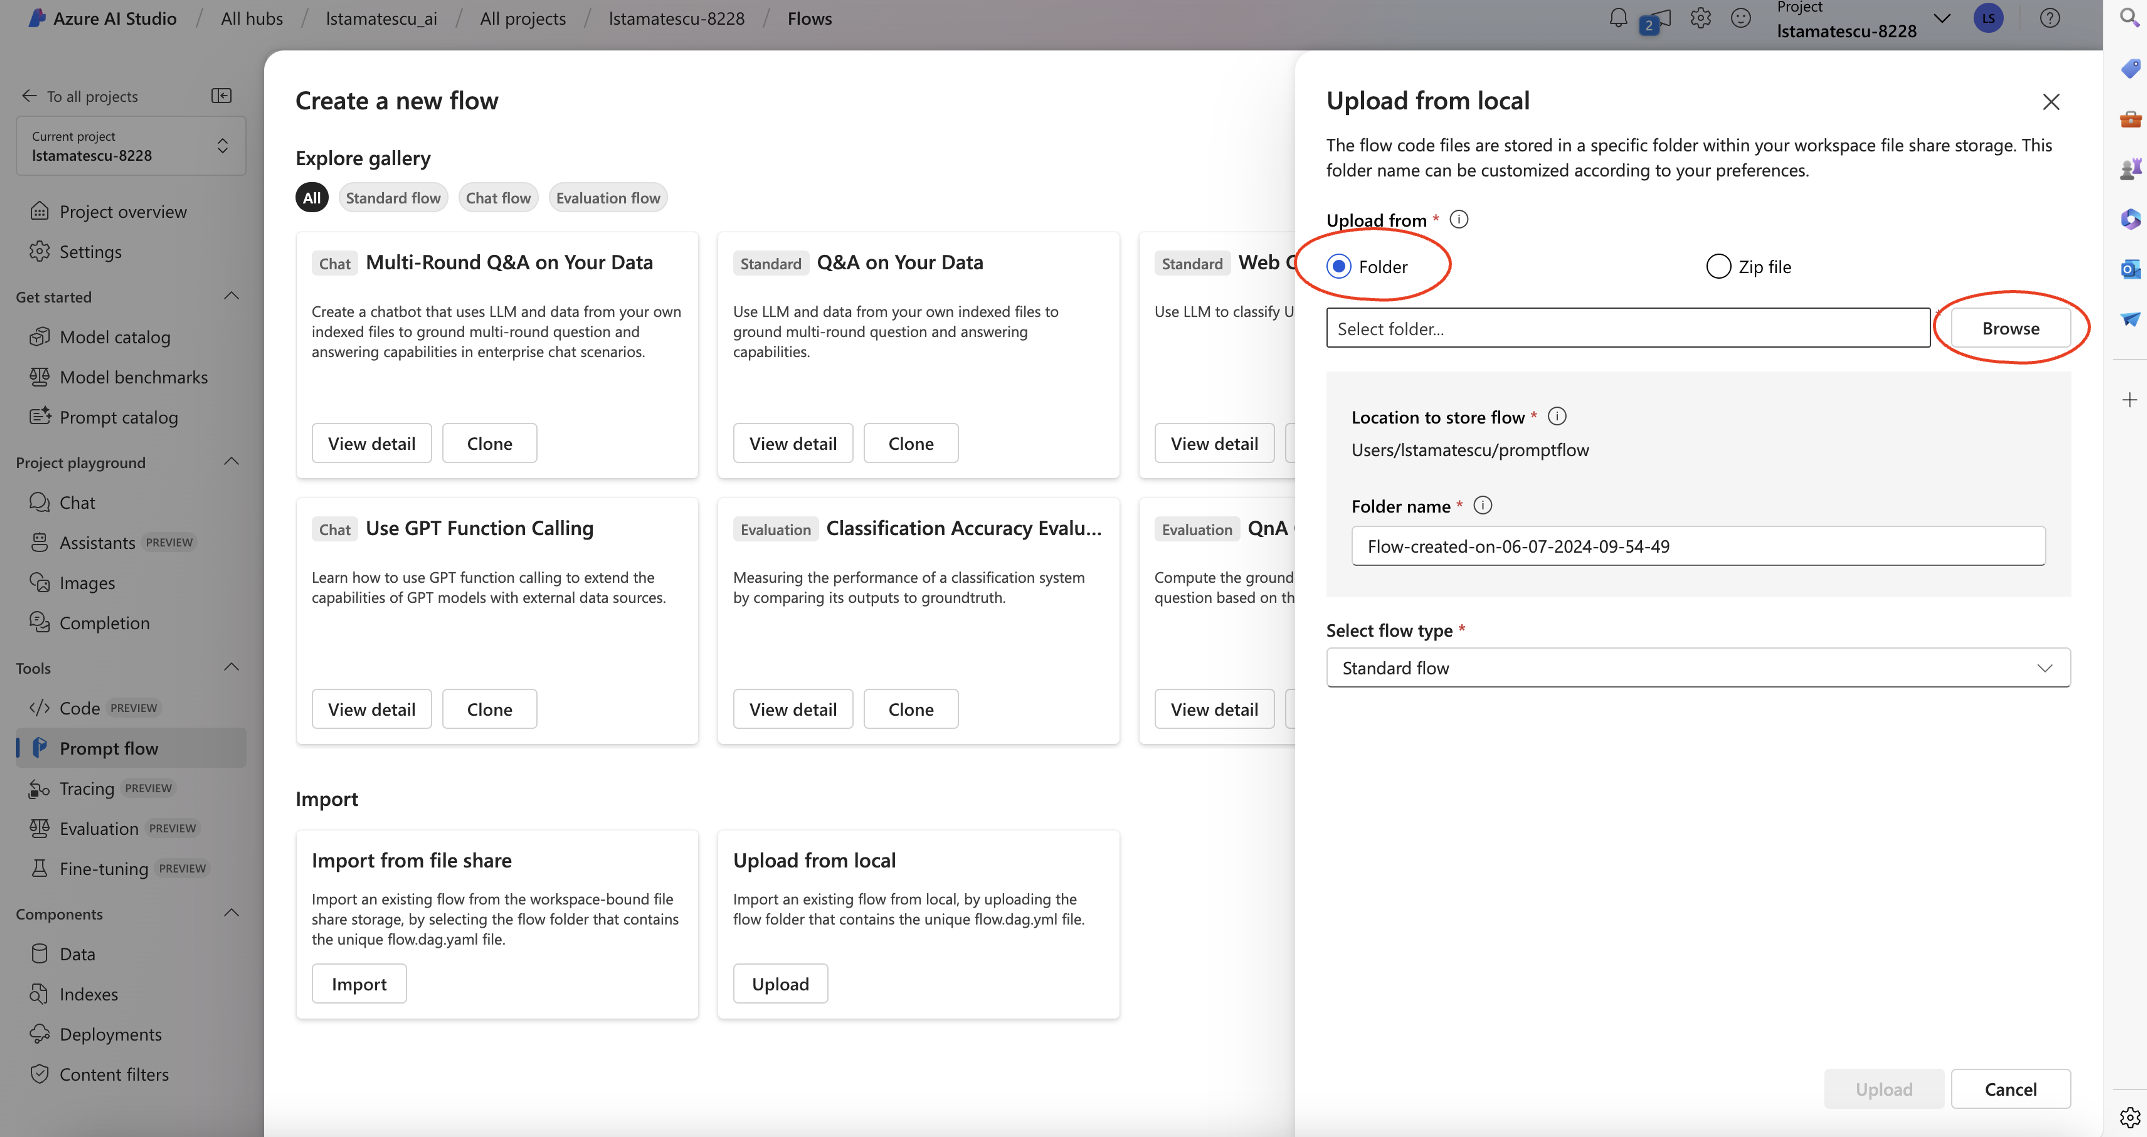 Azure AI Studio / All hubs / lstamatescu_ai / All projects / lstamatescu-8228 / Flows
2
Project
lstamatescu-8228
LS
To all projects
Current project
lstamatescu-8228
Project overview
Settings
Get started
Model catalog
Model benchmarks
Prompt catalog
Project playground
Chat
Assistants PREVIEW
Images
Completion
Tools
Code PREVIEW
Prompt flow
Tracing PREVIEW
Evaluation PREVIEW
Fine-tuning PREVIEW
Components
Data
Indexes
Deployments
Content filters
Create a new flow
Explore gallery
All Standard flow Chat flow Evaluation flow
Chat Multi-Round Q&A on Your Data
Create a chatbot that uses LLM and data from your own
indexed files to ground multi-round question and
answering capabilities in enterprise chat scenarios.
View detail Clone
Standard Q&A on Your Data
Use LLM and data from your own indexed files to
ground multi-round question and answering
capabilities.
View detail Clone
Standard Web
Use LLM to classify
View detail
Chat Use GPT Function Calling
Learn how to use GPT function calling to extend the
capabilities of GPT models with external data sources.
View detail Clone
Evaluation Classification Accuracy Evalu...
Measuring the performance of a classification system
by comparing its outputs to groundtruth.
View detail Clone
Evaluation QnA
Compute the ground
question based on th
View detail
Import
Import from file share
Import an existing flow from the workspace-bound file
share storage, by selecting the flow folder that contains
the unique flow.dag.yaml file.
Import
Upload from local
Import an existing flow from local, by uploading the
flow folder that contains the unique flow.dag.yml file.
Upload
Upload from local
The flow code files are stored in a specific folder within your workspace file share storage. This
folder name can be customized according to your preferences.
Upload from *
Folder Zip file
Select folder... * Browse
Location to store flow *
Users/lstamatescu/promptflow
Folder name *
Flow-created-on-06-07-2024-09-54-49
Select flow type *
Standard flow
Upload Cancel